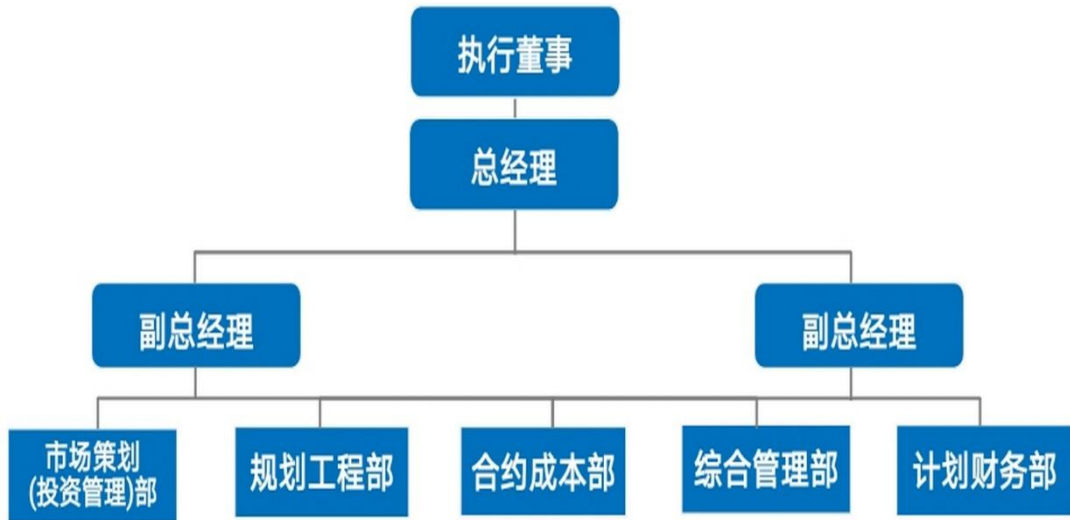 执行董事
总经理
副总经理
副总经理
市场策划
(投资管理)部
规划工程部
合约成本部
综合管理部
计划财务部